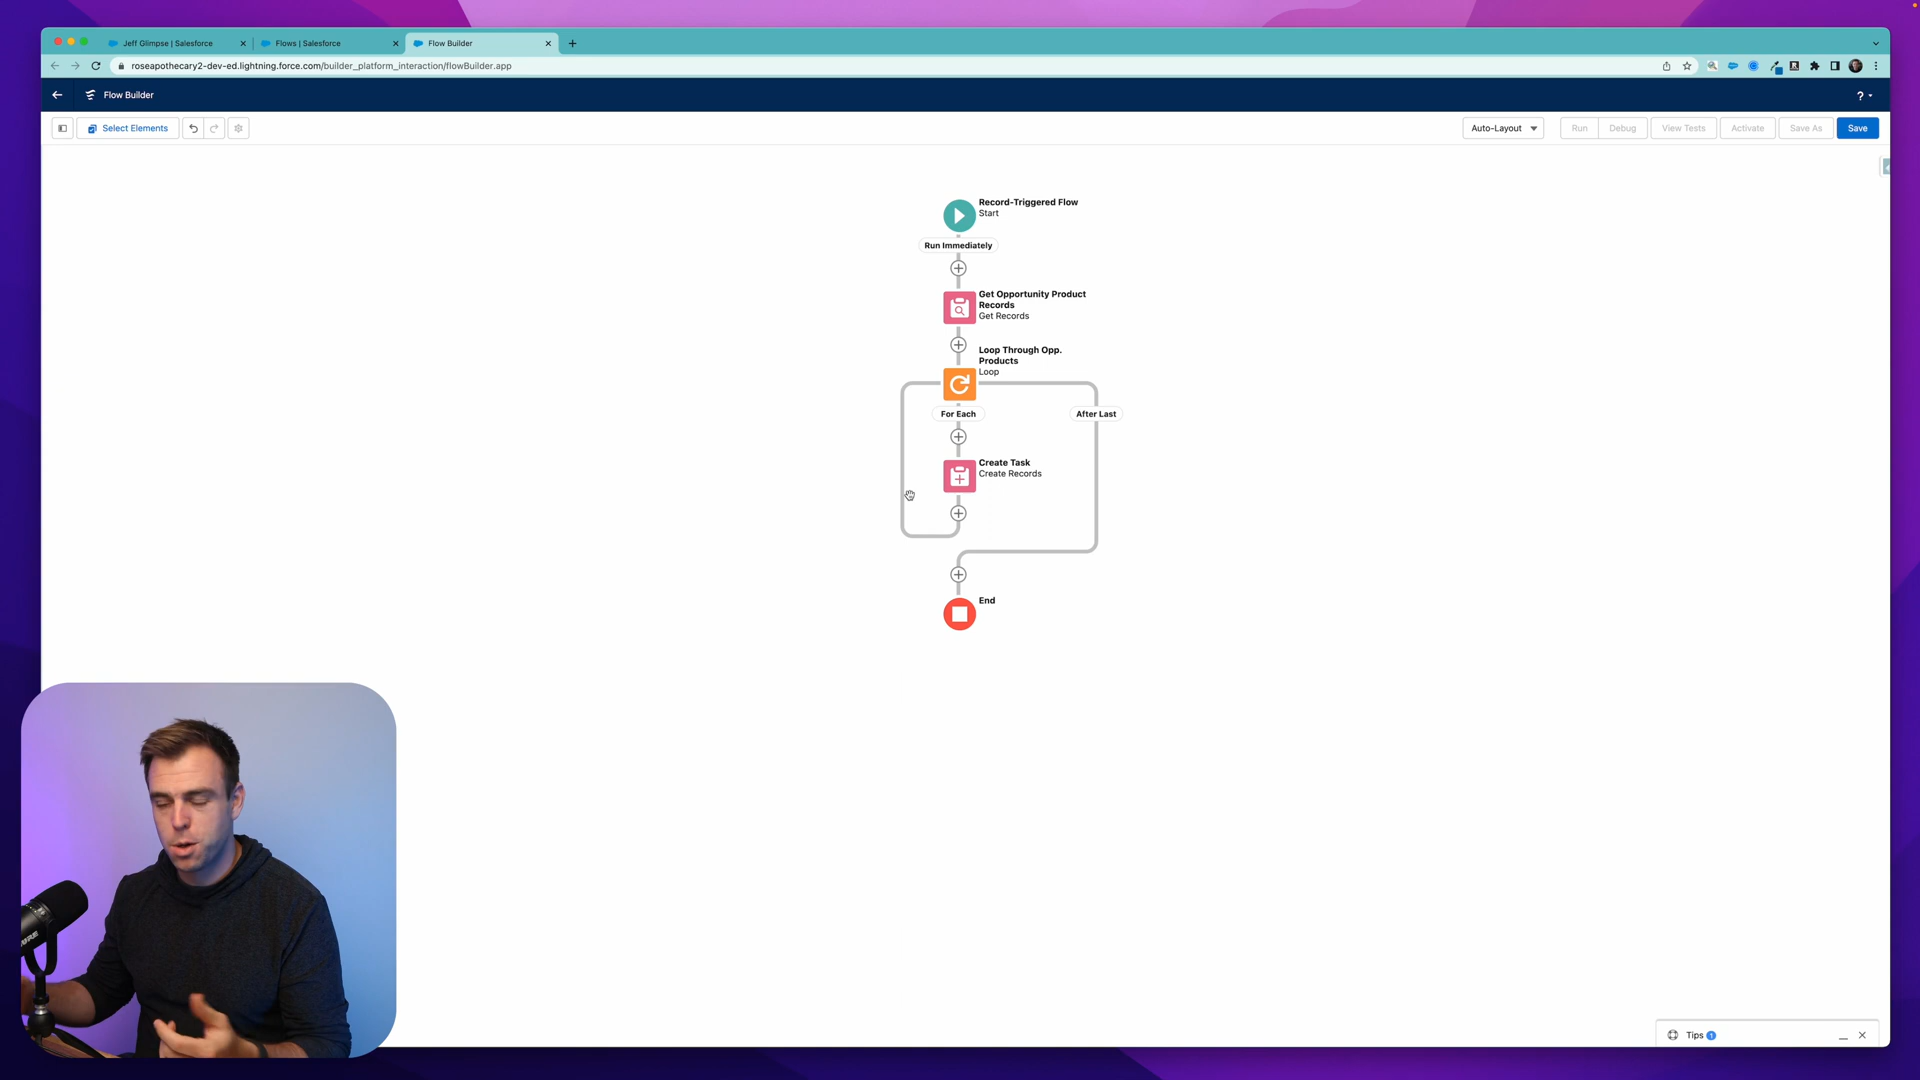 Jeff Glimpse | Salesforce
Flows | Salesforce
Flow Builder
roseapothecary2-dev-ed.lightning.force.com/builder_platform_interaction/flowBuilder.app
Flow Builder
?
Select Elements
Auto-Layout
Run
Debug
View Tests
Activate
Save As
Save
Record-Triggered Flow
Start
Run Immediately
Get Opportunity Product
Records
Get Records
Loop Through Opp.
Products
Loop
For Each
After Last
Create Task
Create Records
End
Tips 1